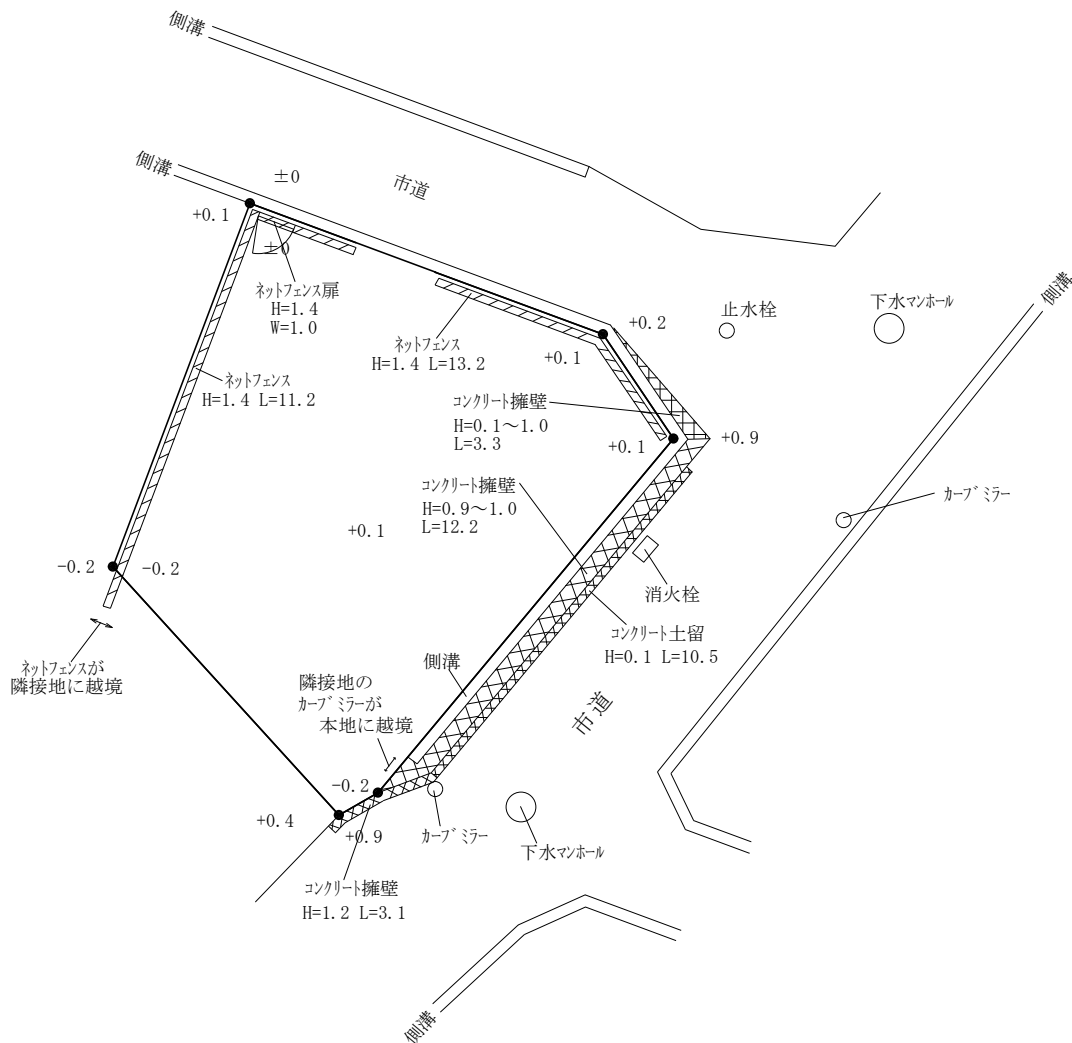 側溝
側溝
±0
市道
+0.1
±0
ネットフェンス扉
H=1.4
W=1.0
+0.2
止水栓
下水マンホール
側溝
ネットフェンス
H=1.4 L=13.2
+0.1
ネットフェンス
H=1.4 L=11.2
コンクリート擁壁
H=0.1～1.0
L=3.3
+0.1
+0.9
コンクリート擁壁
H=0.9～1.0
L=12.2
カーブミラー
+0.1
-0.2
-0.2
消火栓
コンクリート土留
H=0.1 L=10.5
ネットフェンスが
隣接地に越境
側溝
隣接地の
カーブミラーが
本地に越境
市道
-0.2
+0.4
+0.9
カーブミラー
下水マンホール
コンクリート擁壁
H=1.2 L=3.1
側溝